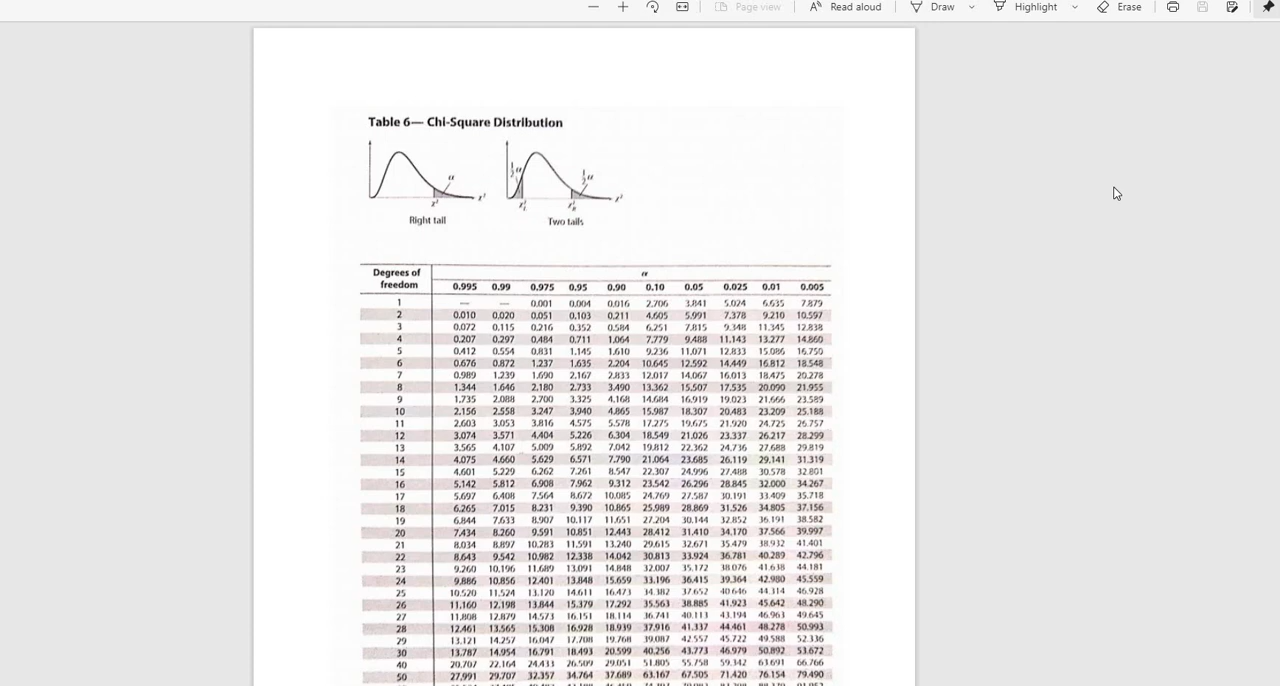 Page view Read aloud Draw Highlight Erase
Table 6— Chi-Square Distribution
α
½α ½α
Right tail Two tails
Degrees of freedom α
0.995 0.99 0.975 0.95 0.90 0.10 0.05 0.025 0.01 0.005
1 — — 0.001 0.004 0.016 2.706 3.841 5.024 6.635 7.879
2 0.010 0.020 0.051 0.103 0.211 4.605 5.991 7.378 9.210 10.597
3 0.072 0.115 0.216 0.352 0.584 6.251 7.815 9.348 11.345 12.838
4 0.207 0.297 0.484 0.711 1.064 7.779 9.488 11.143 13.277 14.860
5 0.412 0.554 0.831 1.145 1.610 9.236 11.071 12.833 15.086 16.750
6 0.676 0.872 1.237 1.635 2.204 10.645 12.592 14.449 16.812 18.548
7 0.989 1.239 1.690 2.167 2.833 12.017 14.067 16.013 18.475 20.278
8 1.344 1.646 2.180 2.733 3.490 13.362 15.507 17.535 20.090 21.955
9 1.735 2.088 2.700 3.325 4.168 14.684 16.919 19.023 21.666 23.589
10 2.156 2.558 3.247 3.940 4.865 15.987 18.307 20.483 23.209 25.188
11 2.603 3.053 3.816 4.575 5.578 17.275 19.675 21.920 24.725 26.757
12 3.074 3.571 4.404 5.226 6.304 18.549 21.026 23.337 26.217 28.299
13 3.565 4.107 5.009 5.892 7.042 19.812 22.362 24.736 27.688 29.819
14 4.075 4.660 5.629 6.571 7.790 21.064 23.685 26.119 29.141 31.319
15 4.601 5.229 6.262 7.261 8.547 22.307 24.996 27.488 30.578 32.801
16 5.142 5.812 6.908 7.962 9.312 23.542 26.296 28.845 32.000 34.267
17 5.697 6.408 7.564 8.672 10.085 24.769 27.587 30.191 33.409 35.718
18 6.265 7.015 8.231 9.390 10.865 25.989 28.869 31.526 34.805 37.156
19 6.844 7.633 8.907 10.117 11.651 27.204 30.144 32.852 36.191 38.582
20 7.434 8.260 9.591 10.851 12.443 28.412 31.410 34.170 37.566 39.997
21 8.034 8.897 10.283 11.591 13.240 29.615 32.671 35.479 38.932 41.401
22 8.643 9.542 10.982 12.338 14.042 30.813 33.924 36.781 40.289 42.796
23 9.260 10.196 11.689 13.091 14.848 32.007 35.172 38.076 41.638 44.181
24 9.886 10.856 12.401 13.848 15.659 33.196 36.415 39.364 42.980 45.559
25 10.520 11.524 13.120 14.611 16.473 34.382 37.652 40.646 44.314 46.928
26 11.160 12.198 13.844 15.379 17.292 35.563 38.885 41.923 45.642 48.290
27 11.808 12.879 14.573 16.151 18.114 36.741 40.113 43.194 46.963 49.645
28 12.461 13.565 15.308 16.928 18.939 37.916 41.337 44.461 48.278 50.993
29 13.121 14.257 16.047 17.708 19.768 39.087 42.557 45.722 49.588 52.336
30 13.787 14.954 16.791 18.493 20.599 40.256 43.773 46.979 50.892 53.672
40 20.707 22.164 24.433 26.509 29.051 51.805 55.758 59.342 63.691 66.766
50 27.991 29.707 32.357 34.764 37.689 63.167 67.505 71.420 76.154 79.490